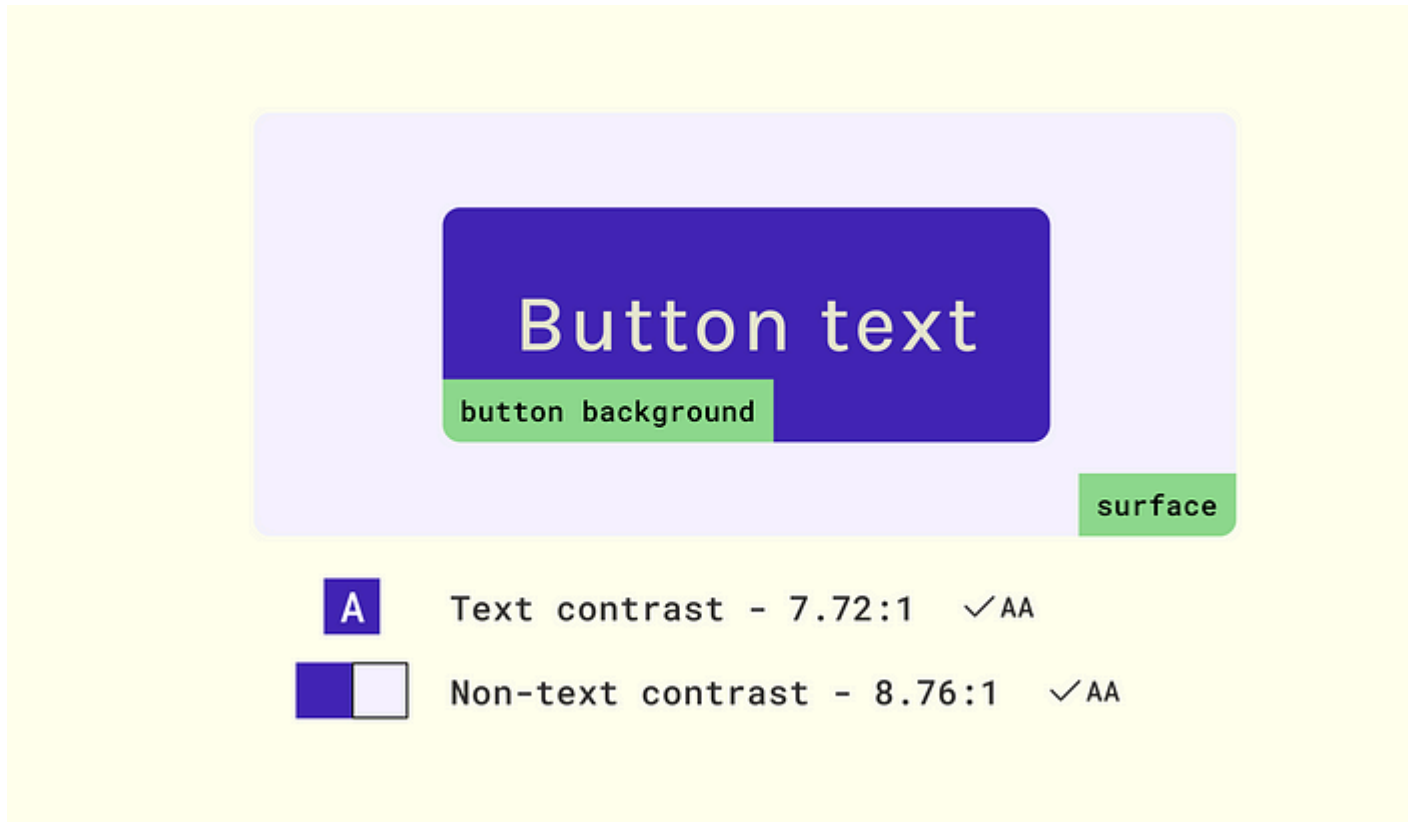 Button text
button background
surface
A Text contrast - 7.72:1 ✓AA
Non-text contrast - 8.76:1 ✓AA